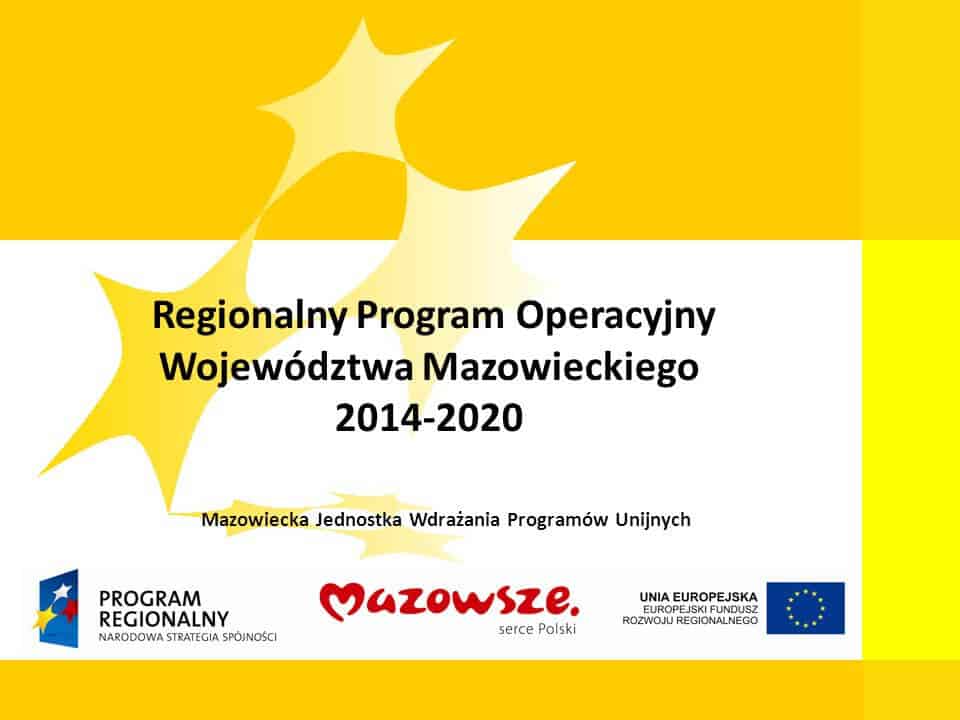 Regionalny Program Operacyjny
Województwa Mazowieckiego
2014-2020
Mazowiecka Jednostka Wdrażania Programów Unijnych
PROGRAM
REGIONALNY
NARODOWA STRATEGIA SPÓJNOŚCI
Mazowsze.
serce Polski
UNIA EUROPEJSKA
EUROPEJSKI FUNDUSZ
ROZWOJU REGIONALNEGO